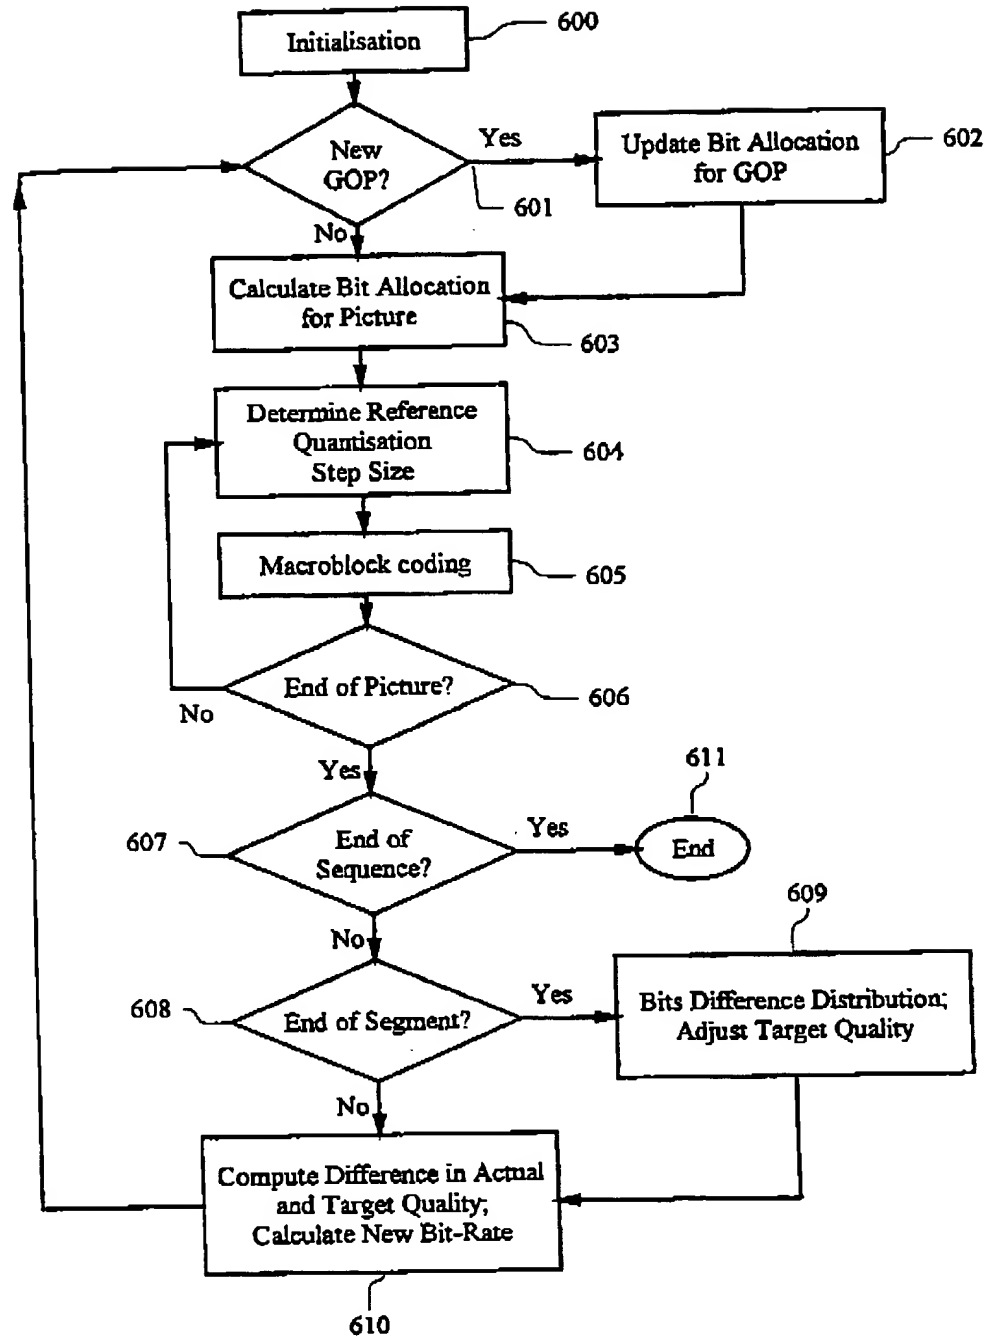 600
Initialisation
New
GOP?
Yes
601
Update Bit Allocation
for GOP
602
No
Calculate Bit Allocation
for Picture
603
Determine Reference
Quantisation
Step Size
604
Macroblock coding
605
End of Picture?
606
No
Yes
607
End of
Sequence?
Yes
611
End
No
608
End of Segment?
Yes
609
Bits Difference Distribution;
Adjust Target Quality
No
Compute Difference in Actual
and Target Quality;
Calculate New Bit-Rate
610